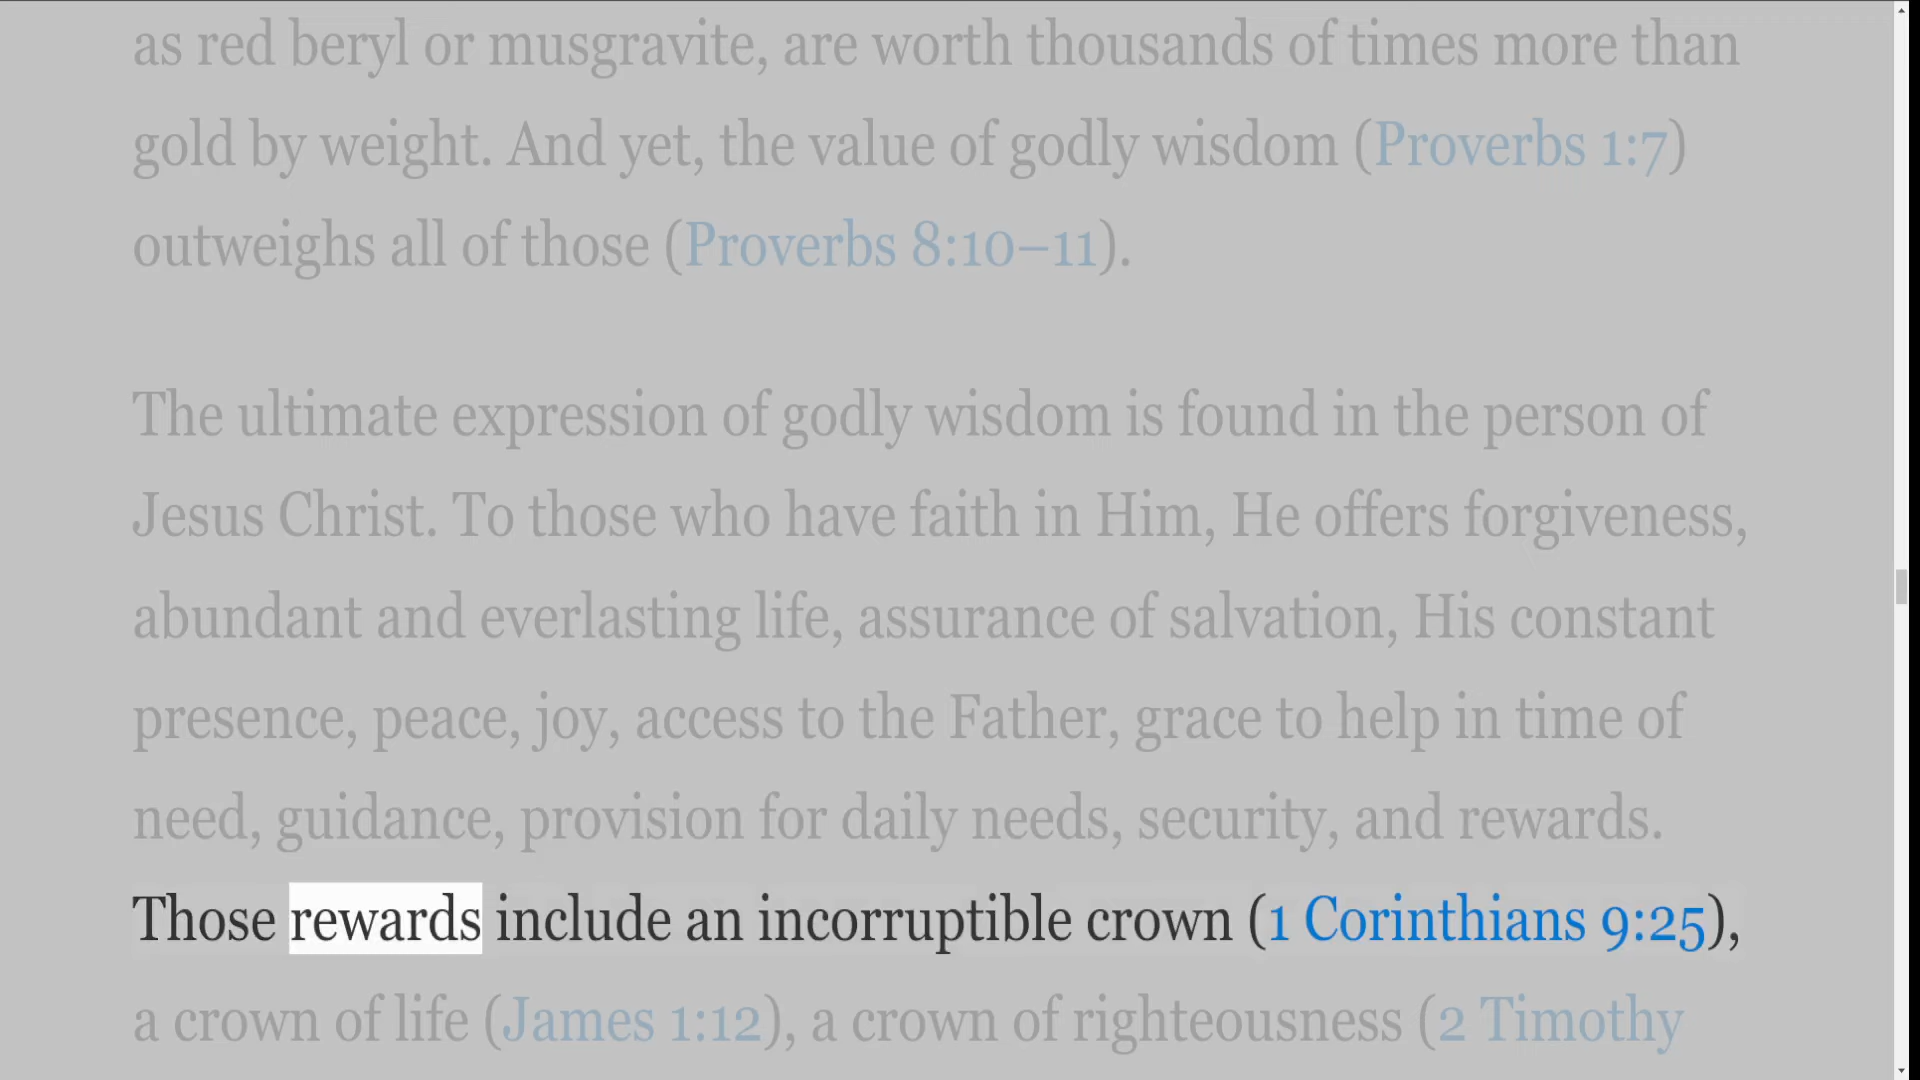 as red beryl or musgravite, are worth thousands of times more than
gold by weight. And yet, the value of godly wisdom (Proverbs 1:7)
outweighs all of those (Proverbs 8:10–11).
The ultimate expression of godly wisdom is found in the person of
Jesus Christ. To those who have faith in Him, He offers forgiveness,
abundant and everlasting life, assurance of salvation, His constant
presence, peace, joy, access to the Father, grace to help in time of
need, guidance, provision for daily needs, security, and rewards.
Those rewards include an incorruptible crown (1 Corinthians 9:25),
a crown of life (James 1:12), a crown of righteousness (2 Timothy